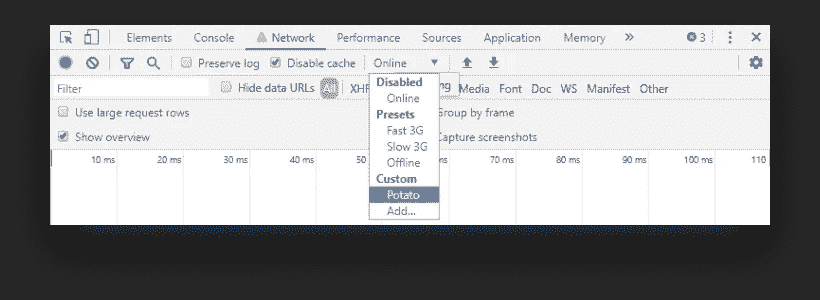 Elements Console Network Performance Sources Application Memory » 3
Preserve log Disable cache Online
Disabled
Filter Hide data URLs All XHR ng Media Font Doc WS Manifest Other
Online
Presets
Use large request rows Group by frame
Fast 3G
Show overview Capture screenshots
Slow 3G
Offline
10 ms 20 ms 30 ms 40 ms 50 60 ms 70 ms 80 ms 90 ms 100 ms 110
Custom
Potato
Add...